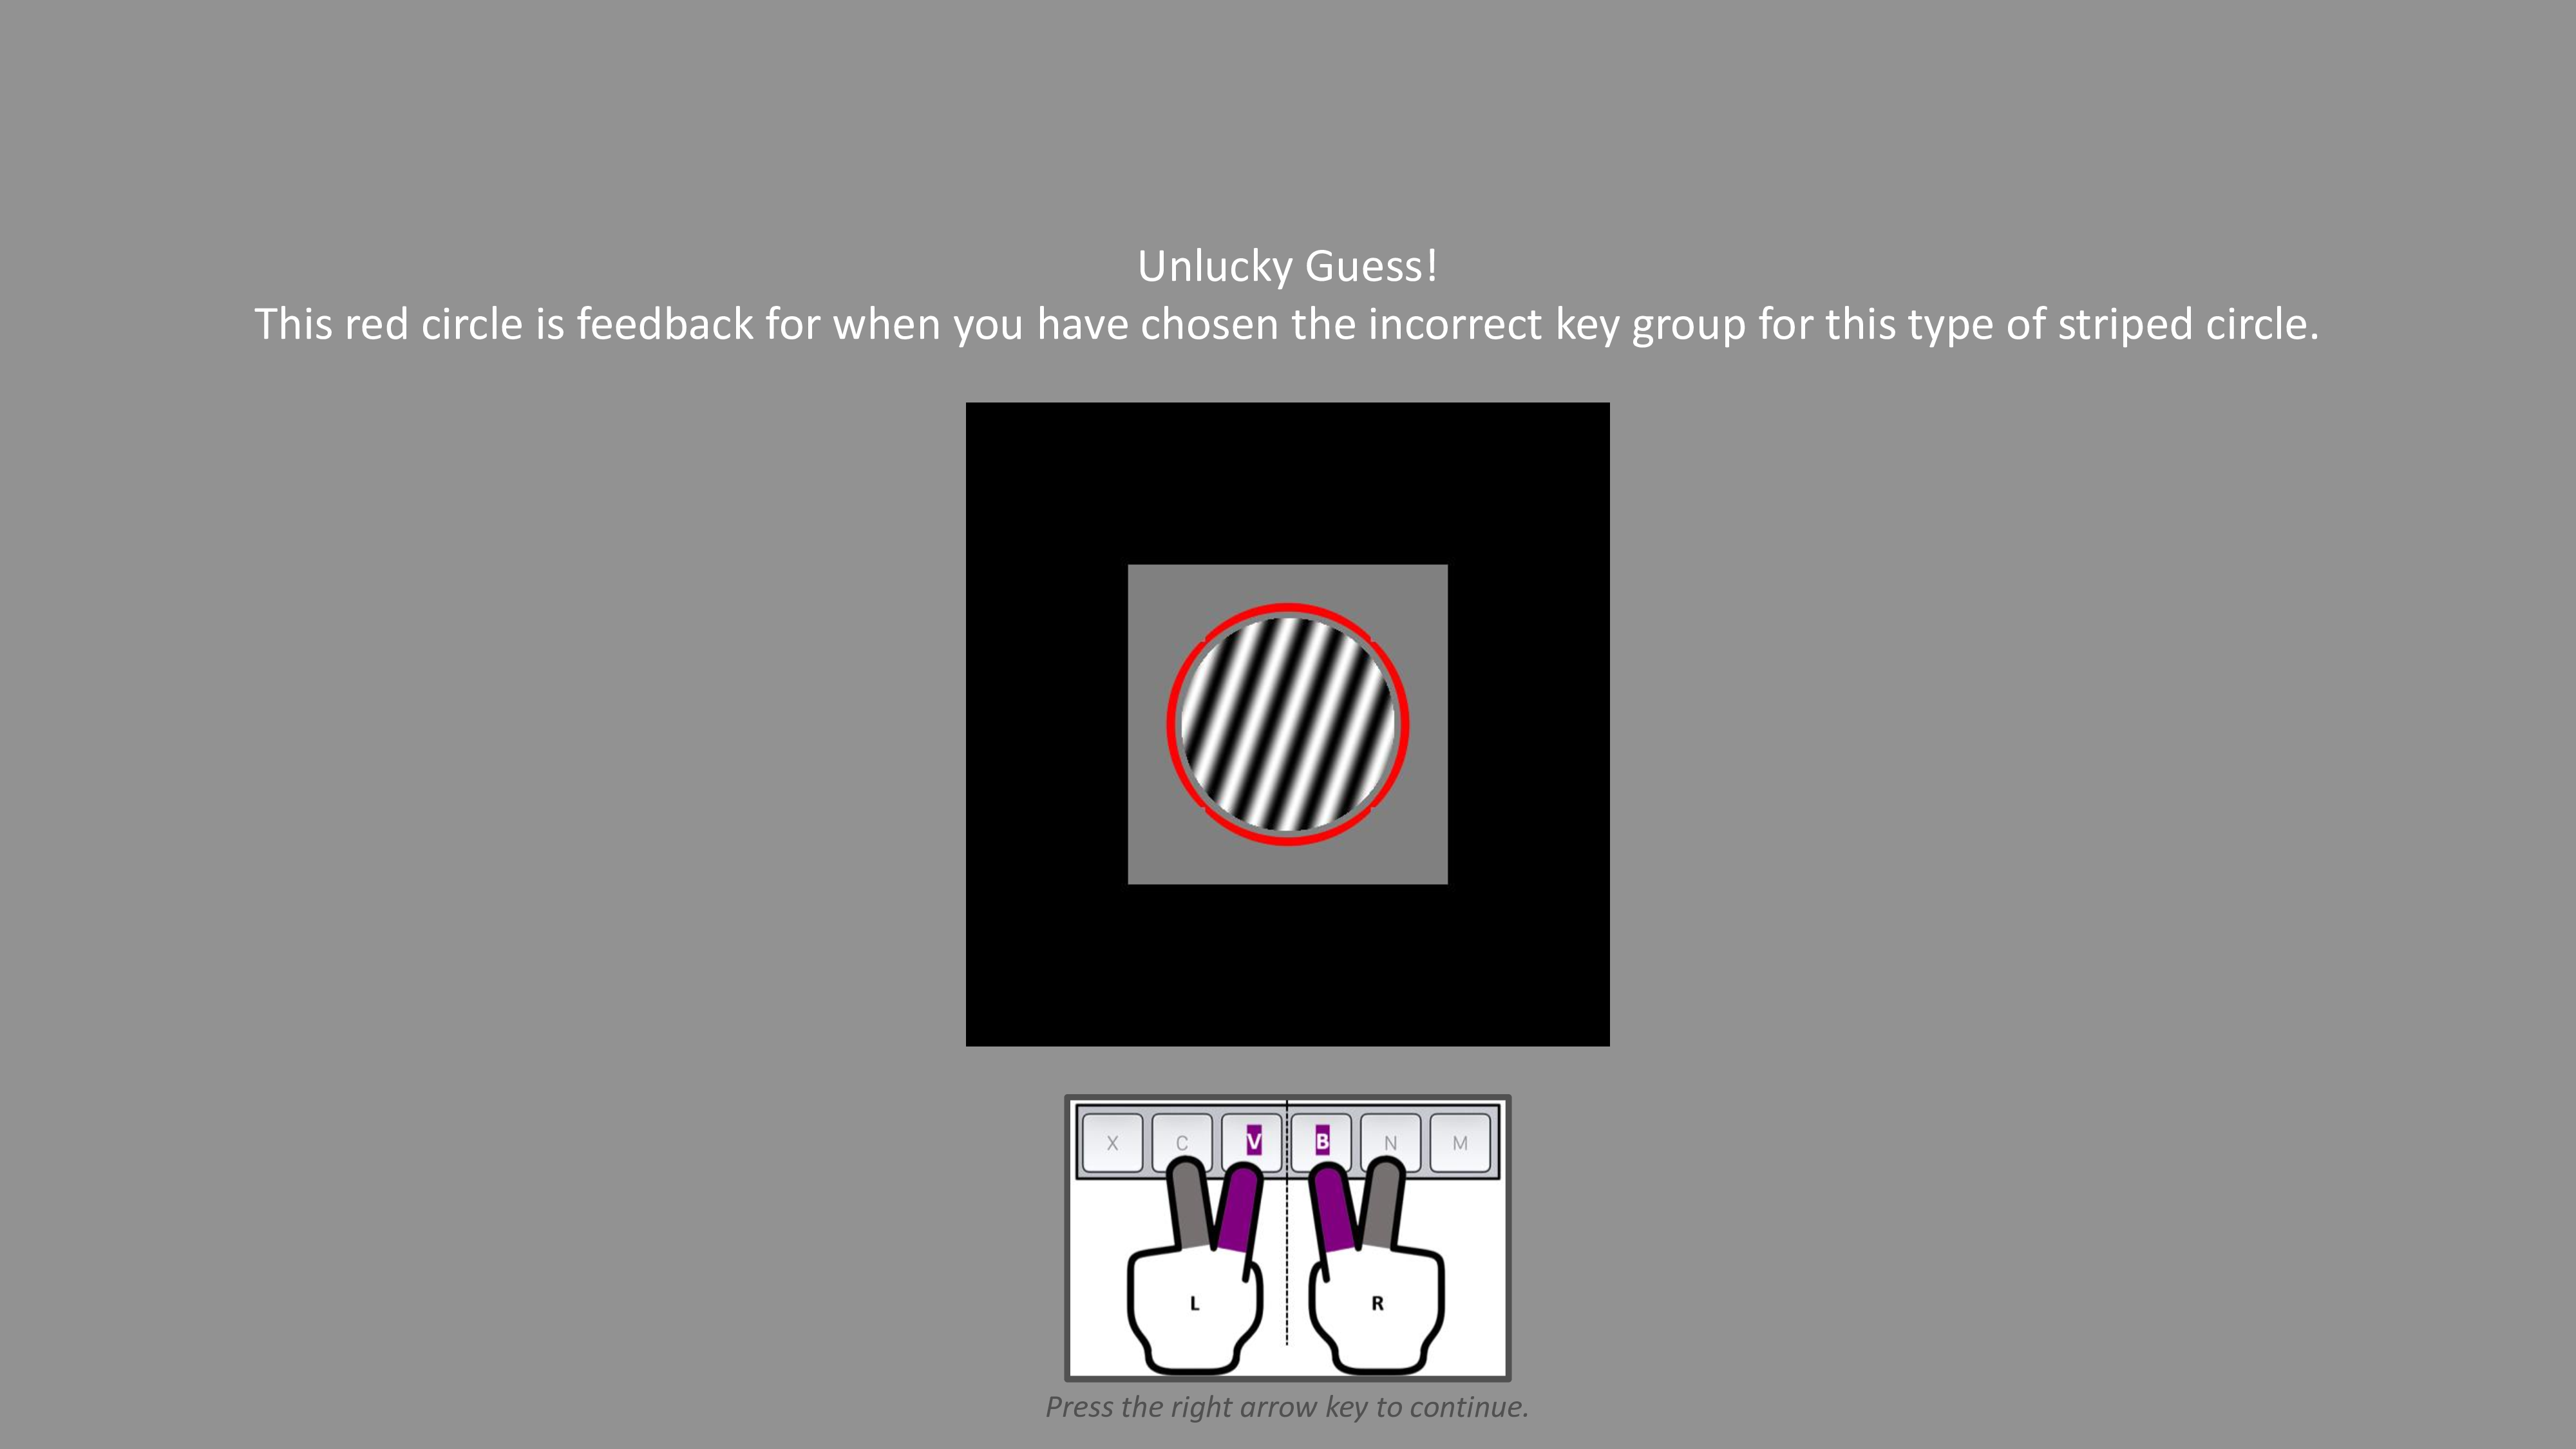 Unlucky Guess!
This red circle is feedback for when you have chosen the incorrect key group for this type of striped circle.
X C V B N M
L R
Press the right arrow key to continue.